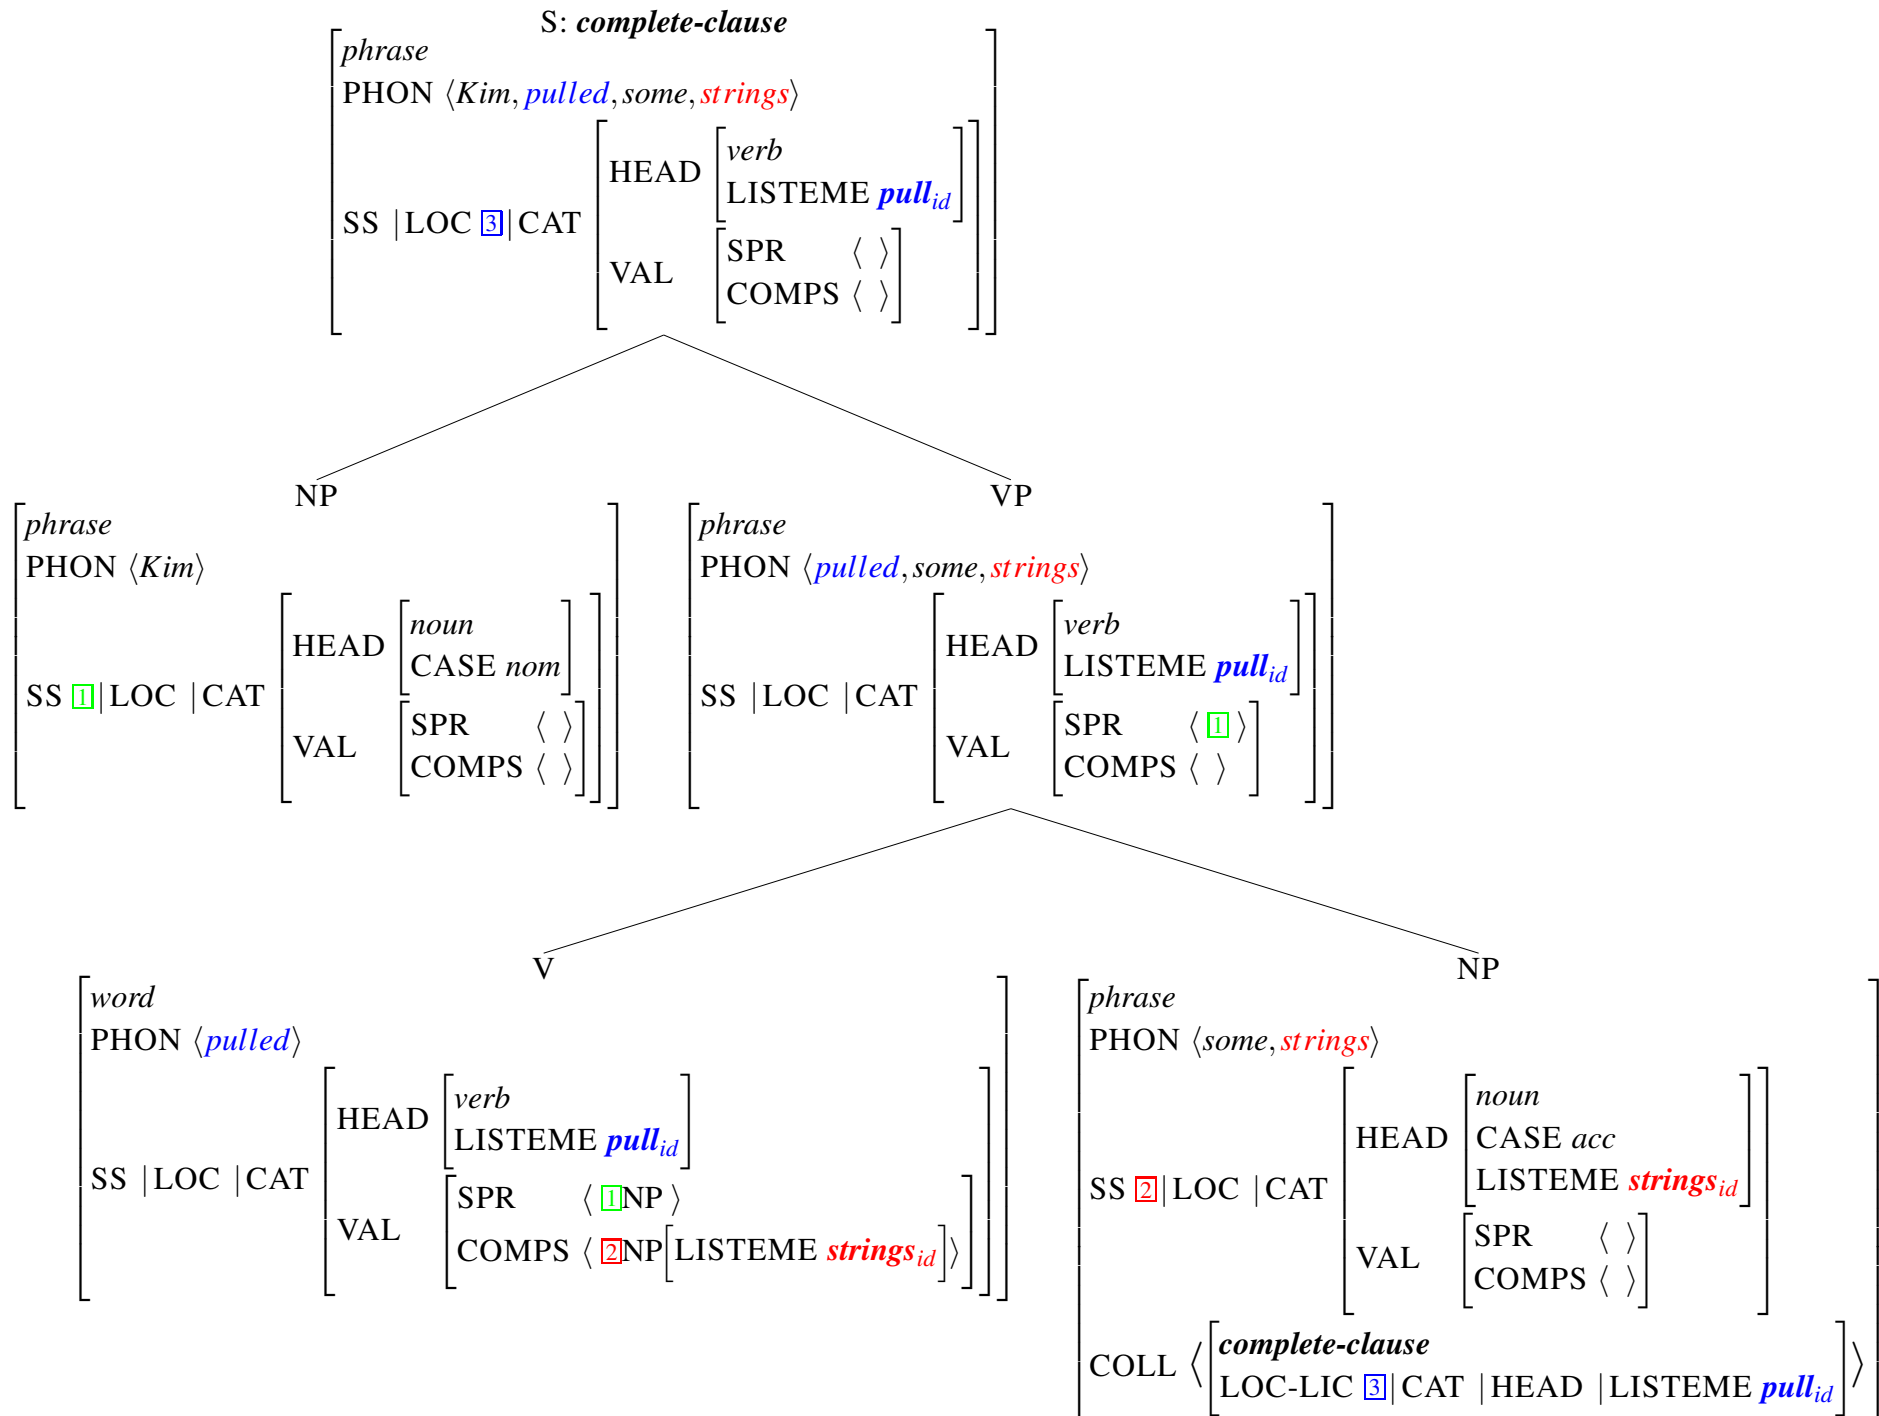 S: complete-clause
phrase
PHON ⟨Kim, pulled, some, strings⟩
SS |LOC 3|CAT
HEAD
verb
LISTEME pull_id
VAL
SPR ⟨ ⟩
COMPS ⟨ ⟩
NP
phrase
PHON ⟨Kim⟩
SS 1|LOC |CAT
HEAD
noun
CASE nom
VAL
SPR ⟨ ⟩
COMPS ⟨ ⟩
VP
phrase
PHON ⟨pulled, some, strings⟩
SS |LOC |CAT
HEAD
verb
LISTEME pull_id
VAL
SPR ⟨ 1 ⟩
COMPS ⟨ ⟩
V
word
PHON ⟨pulled⟩
SS |LOC |CAT
HEAD
verb
LISTEME pull_id
VAL
SPR ⟨ 1NP ⟩
COMPS ⟨ 2NP[LISTEME strings_id]⟩
NP
phrase
PHON ⟨some, strings⟩
SS 2|LOC |CAT
HEAD
noun
CASE acc
LISTEME strings_id
VAL
SPR ⟨ ⟩
COMPS ⟨ ⟩
COLL ⟨
complete-clause
LOC-LIC 3|CAT |HEAD |LISTEME pull_id
⟩